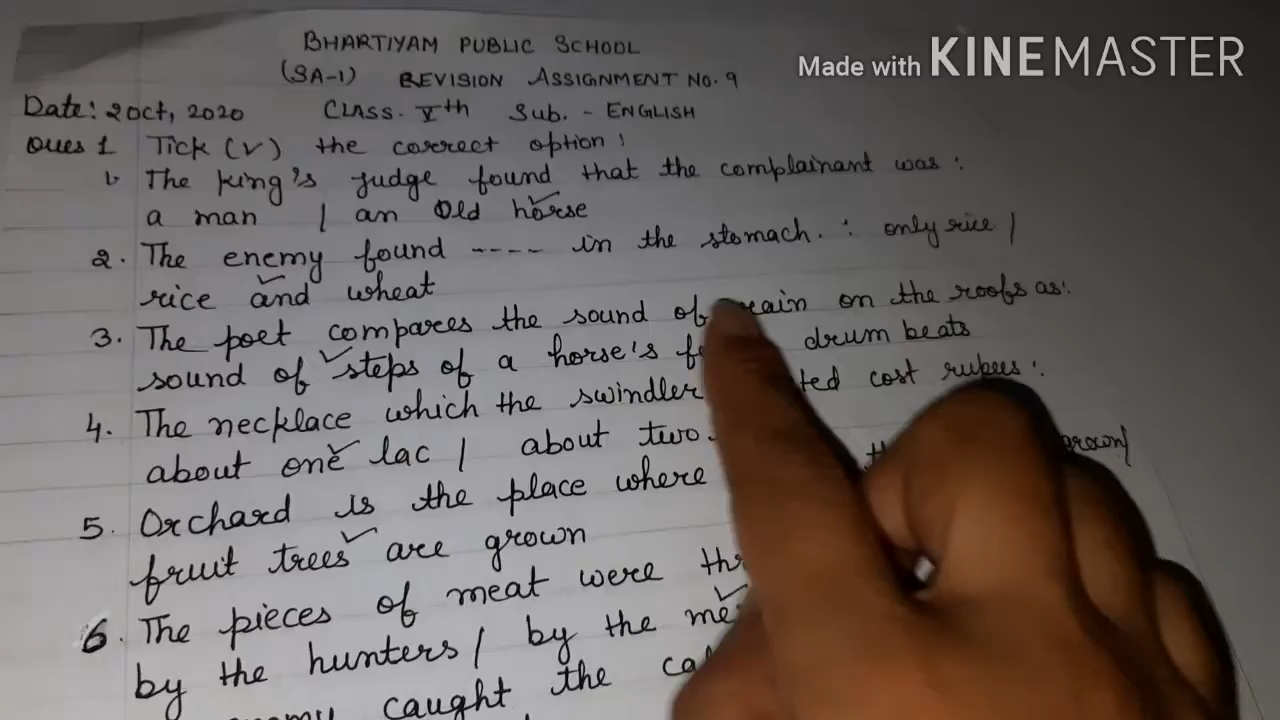 Made with KINEMASTER
BHARTIYAM PUBLIC SCHOOL
(SA-1) REVISION ASSIGNMENT NO. 9
Date: 2 Oct, 2020 CLASS. Vth Sub. - ENGLISH
Ques 1 Tick (✓) the correct option:
1. The king's judge found that the complainant was:
a man / an old horse
2. The enemy found ---- in the stomach. : only rice /
rice and wheat
3. The poet compares the sound of rain on the roofs as:
sound of steps of a horse's drum beats
4. The necklace which the swindler cost rupees:
about one lac / about two
5. Orchard is the place where grown/
fruit trees are grown
6. The pieces of meat were
by the hunters / by the
caught the